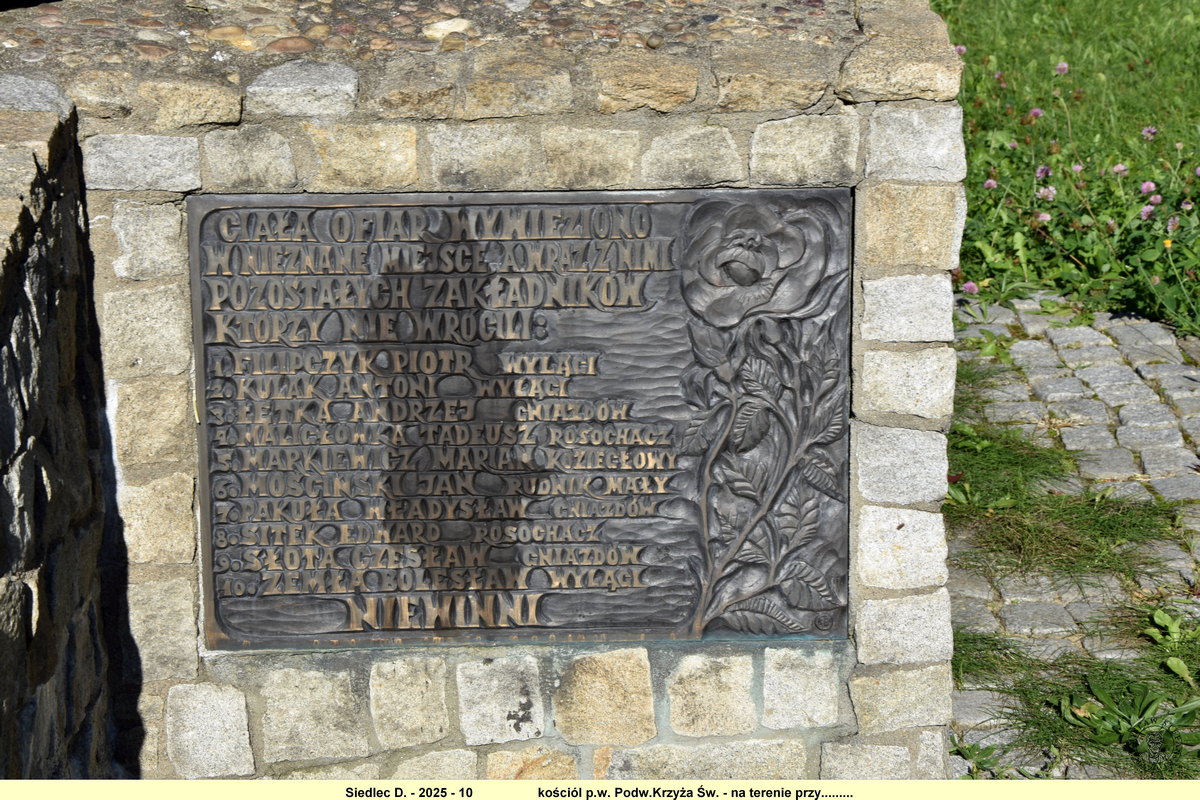 CIAŁA OFIAR WYWIEZIONO
W NIEZNANE MIEJSCE A WRAZ Z NIMI
POZOSTAŁYCH ZAKŁADNIKÓW
KTÓRZY NIE WRÓCILI:
1. FILIPCZYK PIOTR WYLĄGI
2. KUŁAK ANTONI WYLĄGI
3. ŁĘTKA ANDRZEJ GNIAZDÓW
4. MALIGŁÓWKA TADEUSZ ROSOCHACZ
5. MARKIEWICZ MARIAN KOZIEGŁOWY
6. MOŚCIŃSKI JAN RUDNIK MAŁY
7. PAKUŁA WŁADYSŁAW GNIAZDÓW
8. SITEK EDWARD ROSOCHACZ
9. SŁOTA CZESŁAW GNIAZDÓW
10. ZEMŁA BOLESŁAW WYLĄGI
NIEWINNI
Siedlec D. - 2025 - 10 kośció́l p.w. Podw.Krzyża Św. - na terenie przy.........